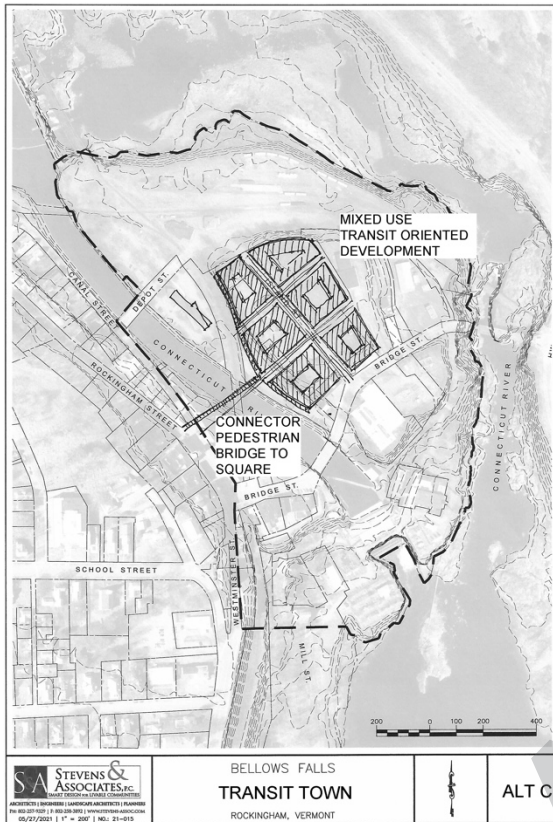 MIXED USE
TRANSIT ORIENTED
DEVELOPMENT
DEPOT ST.
CANAL STREET
ROCKINGHAM STREET
CONNECTICUT RI
BRIDGE ST.
CONNECTICUT RIVER
CONNECTOR
PEDESTRIAN
BRIDGE TO
SQUARE
BRIDGE ST.
SCHOOL STREET
WESTMINSTER ST.
MILL ST.
200 0 200 400
SA STEVENS &
ASSOCIATES, P.C.
SMART DESIGN FOR LIVABLE COMMUNITIES
ARCHITECTS | ENGINEERS | LANDSCAPE ARCHITECTS | PLANNERS
05/27/2021 | 1" = 200' | NO.: 21-015
BELLOWS FALLS
TRANSIT TOWN
ROCKINGHAM, VERMONT
ALT C